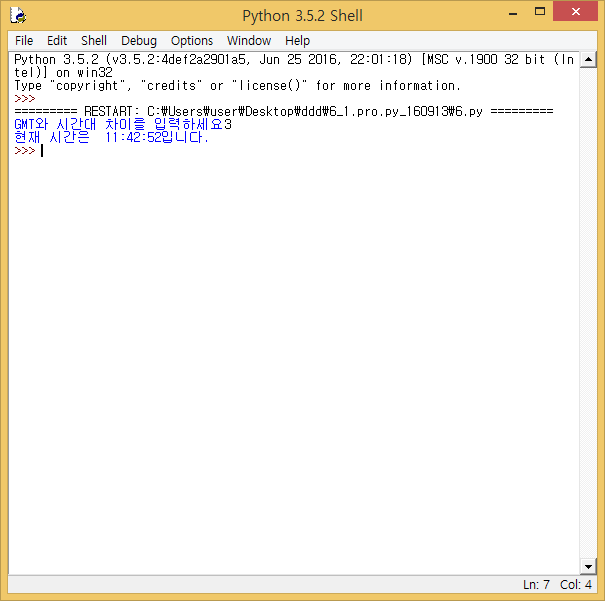 Python 3.5.2 Shell
File Edit Shell Debug Options Window Help
Python 3.5.2 (v3.5.2:4def2a2901a5, Jun 25 2016, 22:01:18) [MSC v.1900 32 bit (In
tel)] on win32
Type "copyright", "credits" or "license()" for more information.
>>>
========= RESTART: C:₩Users₩user₩Desktop₩ddd₩6_1.pro.py_160913₩6.py =========
GMT와 시간대 차이를 입력하세요3
현재 시간은  11:42:52입니다.
>>>
Ln: 7 Col: 4